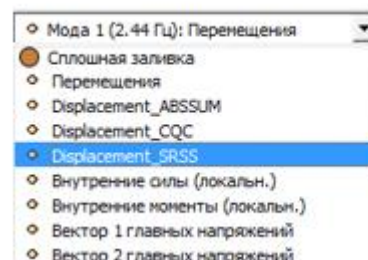 Мода 1 (2.44 Гц): Перемещения
Сплошная заливка
Перемещения
Displacement_ABSSUM
Displacement_CQC
Displacement_SRSS
Внутренние силы (локальн.)
Внутренние моменты (локальн.)
Вектор 1 главных напряжений
Вектор 2 главных напряжений